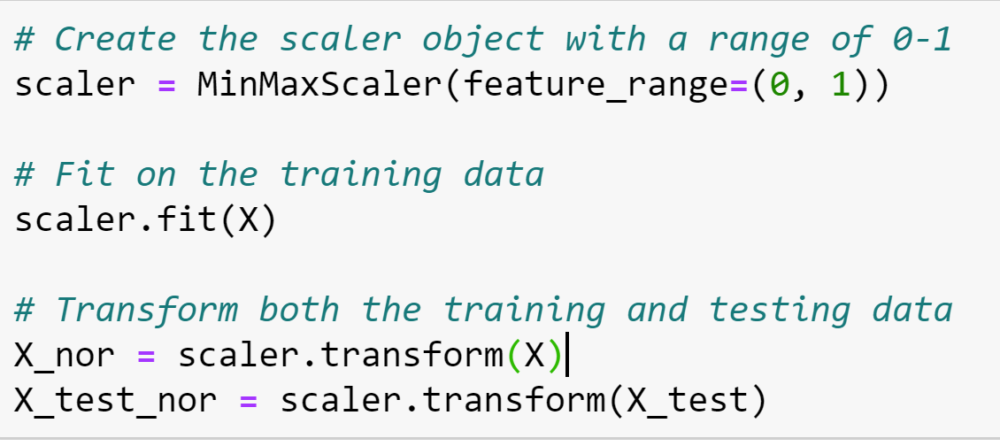 # Create the scaler object with a range of 0-1
scaler = MinMaxScaler(feature_range=(0, 1))
# Fit on the training data
scaler.fit(X)
# Transform both the training and testing data
X_nor = scaler.transform(X)
X_test_nor = scaler.transform(X_test)